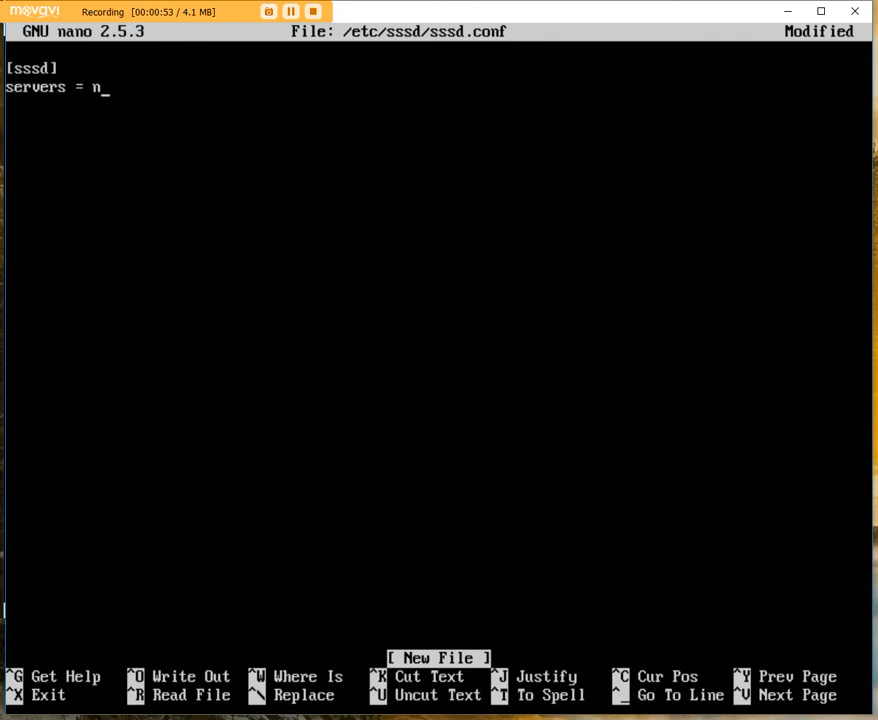 movavi Recording [00:00:53 / 4.1 MB]
GNU nano 2.5.3 File: /etc/sssd/sssd.conf Modified
[sssd]
servers = n_
[ New File ]
^G Get Help ^O Write Out ^W Where Is ^K Cut Text ^J Justify ^C Cur Pos ^Y Prev Page
^X Exit ^R Read File ^\ Replace ^U Uncut Text ^T To Spell ^_ Go To Line ^V Next Page